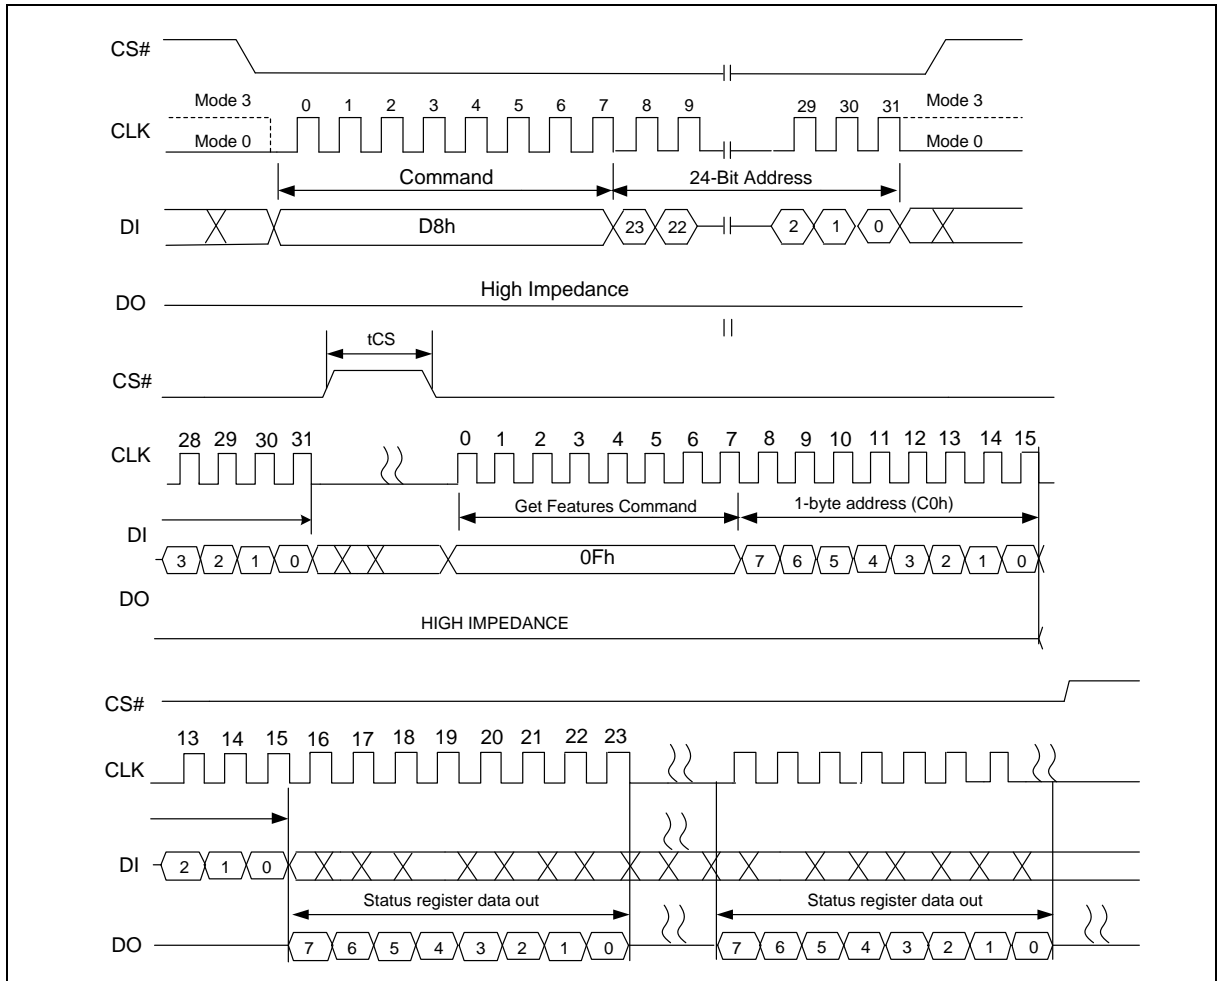 CS#
Mode 3 0 1 2 3 4 5 6 7 8 9 29 30 31 Mode 3
CLK
Mode 0 Mode 0
Command 24-Bit Address
DI D8h 23 22 2 1 0
High Impedance
DO
tCS
CS#
28 29 30 31 0 1 2 3 4 5 6 7 8 9 10 11 12 13 14 15
CLK
Get Features Command 1-byte address (C0h)
DI
3 2 1 0 0Fh 7 6 5 4 3 2 1 0
DO
HIGH IMPEDANCE
CS#
13 14 15 16 17 18 19 20 21 22 23
CLK
DI 2 1 0
Status register data out Status register data out
DO 7 6 5 4 3 2 1 0 7 6 5 4 3 2 1 0